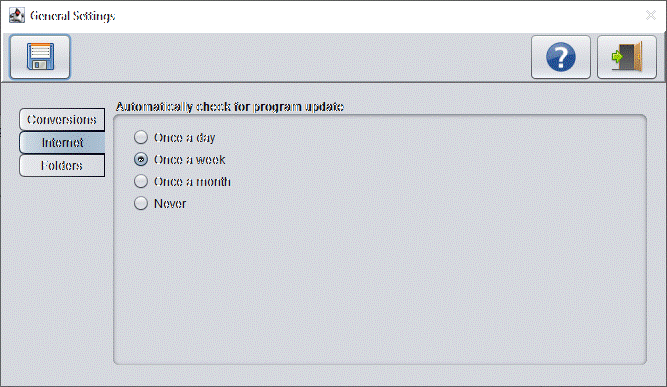 General Settings
Automatically check for program update
Conversions
Internet
Folders
Once a day
Once a week
Once a month
Never